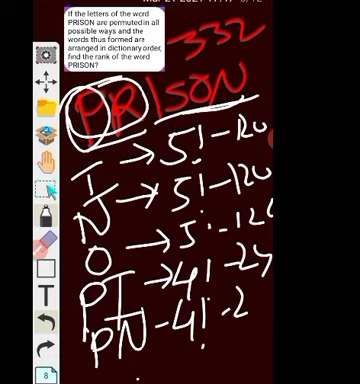 If the letters of the word
PRISON are permuted in all
possible ways and the
words thus formed are
arranged in dictionary order,
find the rank of the word
PRISON?
332
PRISON
I → 5! - 120
N → 5! - 120
O → 5! - 120
PI → 4! - 24
PN - 4! - 2
T
8